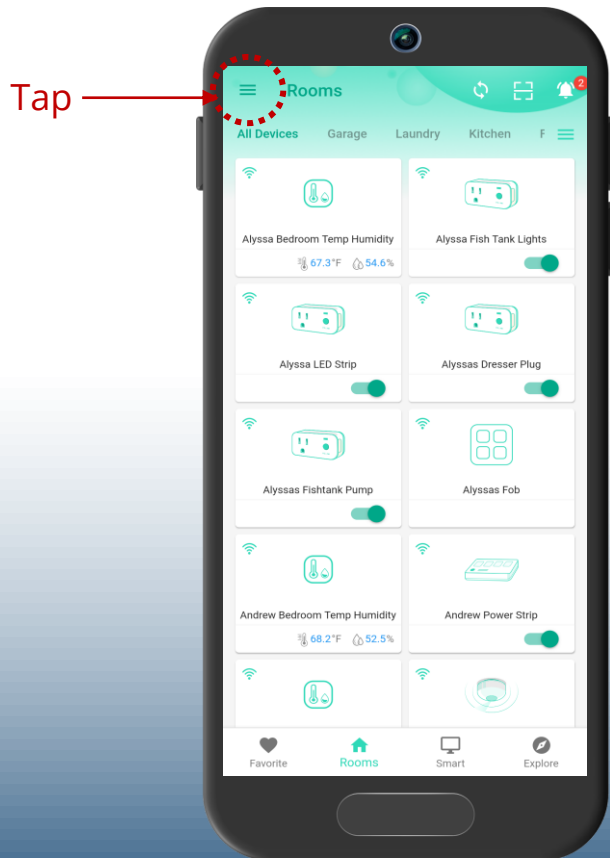 Tap
Rooms
2
All Devices Garage Laundry Kitchen F
Alyssa Bedroom Temp Humidity
67.3°F 54.6%
Alyssa Fish Tank Lights
Alyssa LED Strip
Alyssas Dresser Plug
Alyssas Fishtank Pump
Alyssas Fob
Andrew Bedroom Temp Humidity
68.2°F 52.5%
Andrew Power Strip
Favorite Rooms Smart Explore